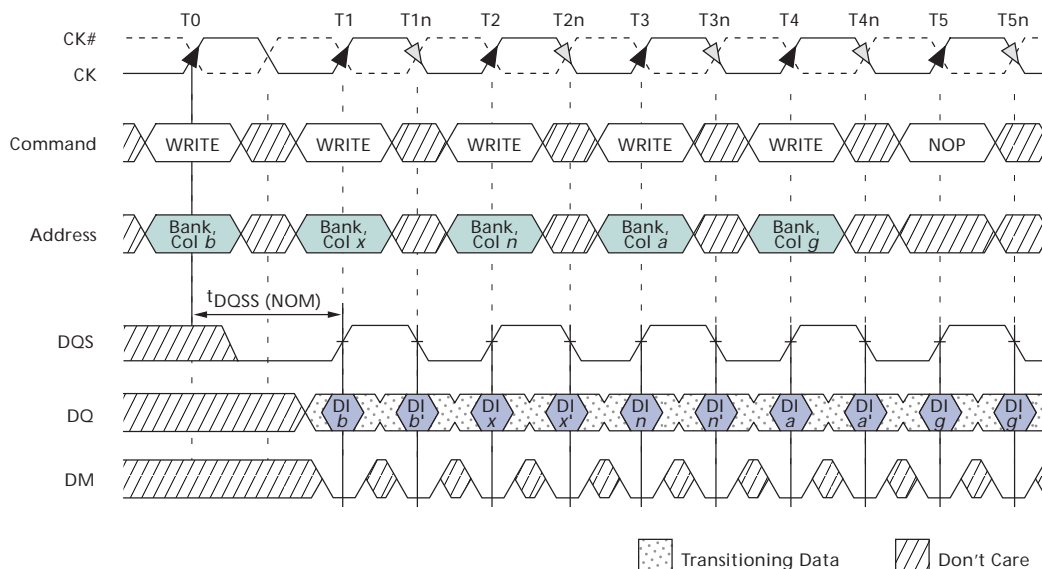 T0 T1 T1n T2 T2n T3 T3n T4 T4n T5 T5n
CK#
CK
Command WRITE WRITE WRITE WRITE WRITE NOP
Address Bank, Col b Bank, Col x Bank, Col n Bank, Col a Bank, Col g
tDQSS (NOM)
DQS
DQ DI b DI b' DI x DI x' DI n DI n' DI a DI a' DI g DI g'
DM
Transitioning Data Don't Care